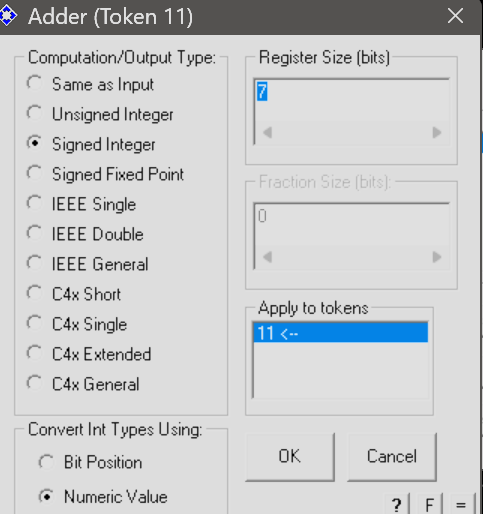 Adder (Token 11)
Computation/Output Type:
Same as Input
Unsigned Integer
Signed Integer
Signed Fixed Point
IEEE Single
IEEE Double
IEEE General
C4x Short
C4x Single
C4x Extended
C4x General
Convert Int Types Using:
Bit Position
Numeric Value
Register Size (bits)
7
Fraction Size (bits):
0
Apply to tokens
11 <--
OK
Cancel
? F =